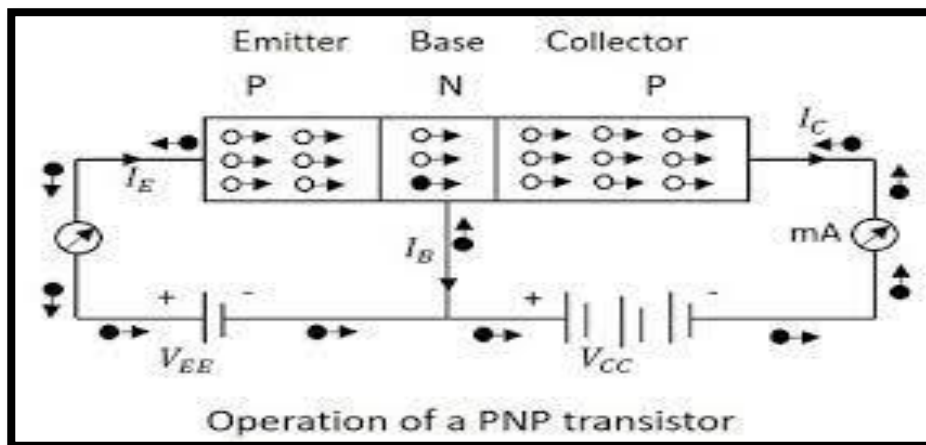 Emitter Base Collector
P N P
I_E I_C
I_B mA
+ - + -
V_EE V_CC
Operation of a PNP transistor